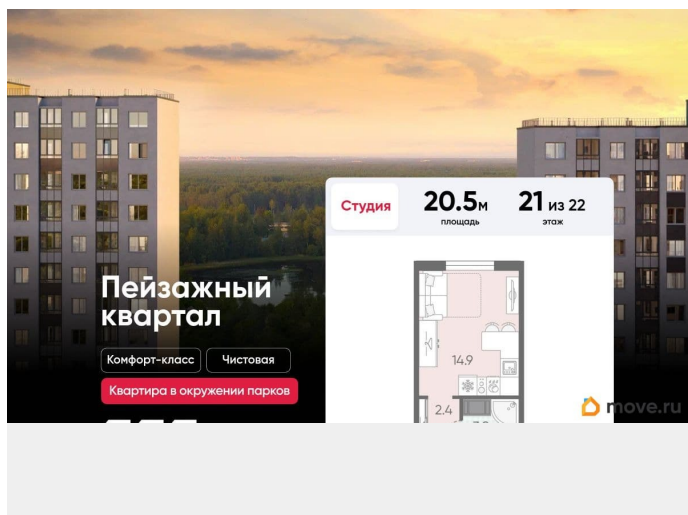 Студия
20.5м
площадь
21 из 22
этаж
Пейзажный
квартал
Комфорт-класс
Чистовая
Квартира в окружении парков
14.9
2.4
move.ru